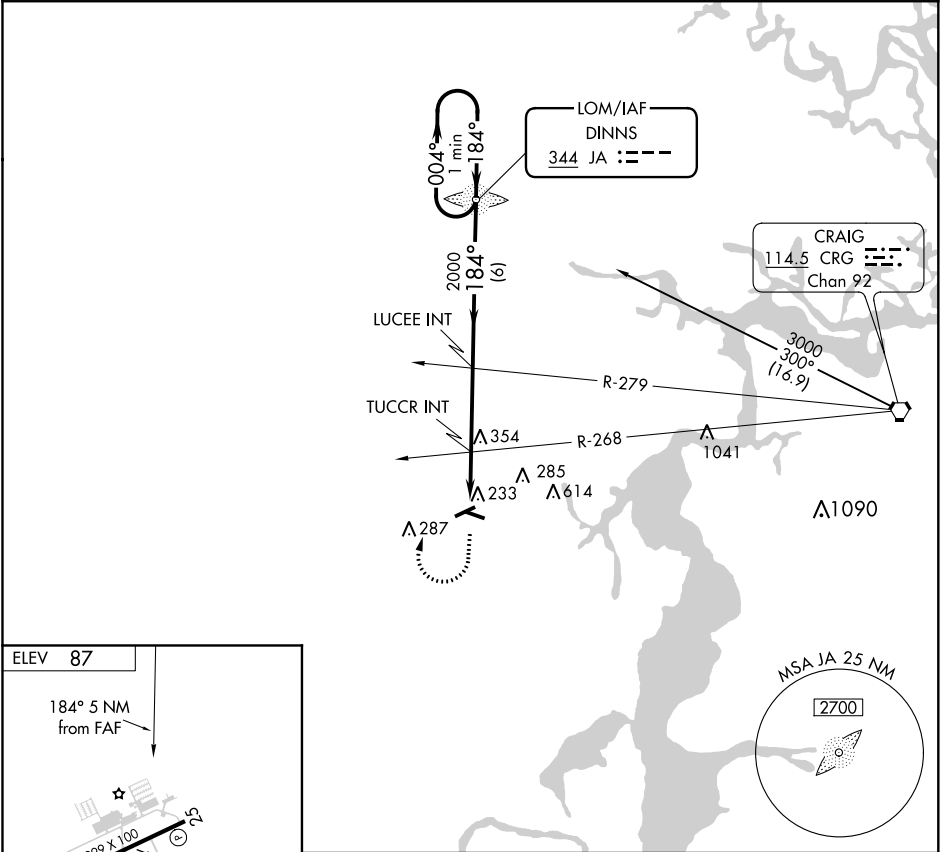 LOM/IAF
DINNS
344 JA
004°
1 min
184°
CRAIG
114.5 CRG
Chan 92
2000
184°
(6)
LUCEE INT
3000
300°
(16.9)
R-279
TUCCR INT
354
R-268
1041
285
233
614
287
1090
ELEV 87
184° 5 NM
from FAF
MSA JA 25 NM
2700
25
X 100
P